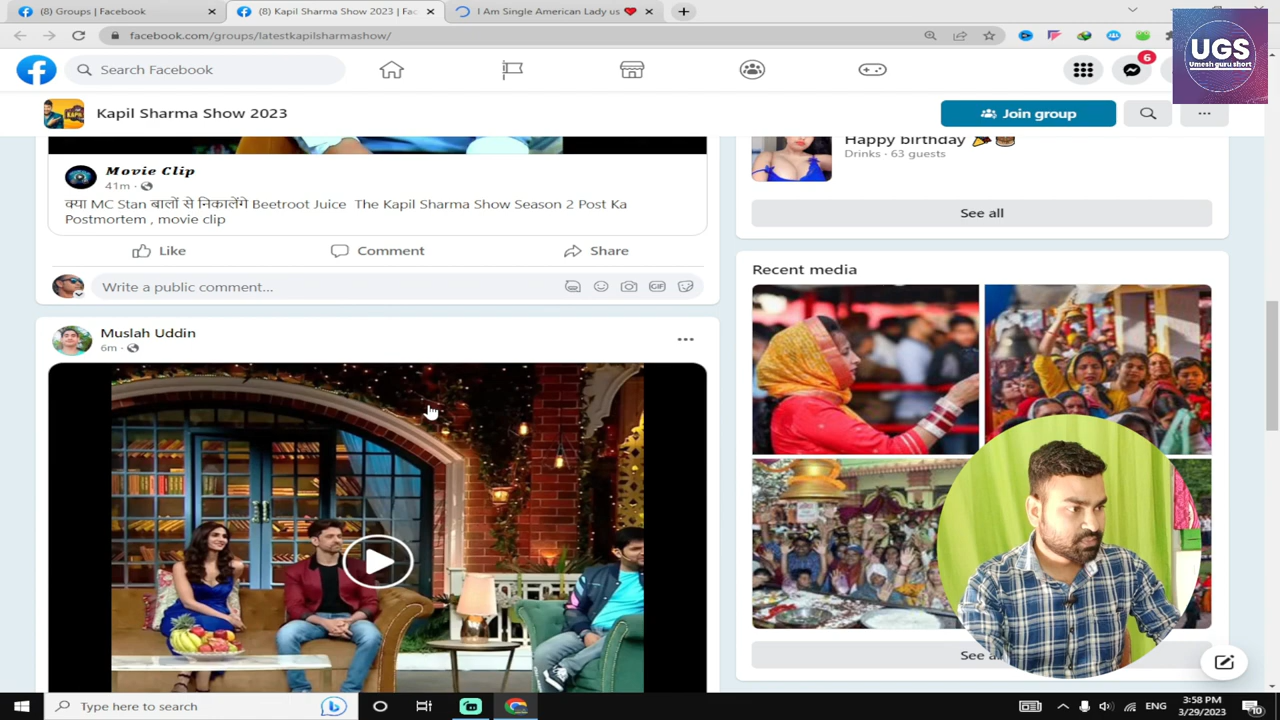 (8) Groups | Facebook
(8) Kapil Sharma Show 2023 | Fac
I Am Single American Lady us
facebook.com/groups/latestkapilsharmashow/
UGS
Umesh guru short
Search Facebook
6
KAPIL
Kapil Sharma Show 2023
Join group
Movie Clip
41m
क्या MC Stan बालों से निकालेंगे Beetroot Juice The Kapil Sharma Show Season 2 Post Ka
Postmortem , movie clip
Like
Comment
Share
Write a public comment...
GIF
Muslah Uddin
6m
Happy birthday
Drinks · 63 guests
See all
Recent media
See all
Type here to search
ENG
3:58 PM
3/29/2023
10